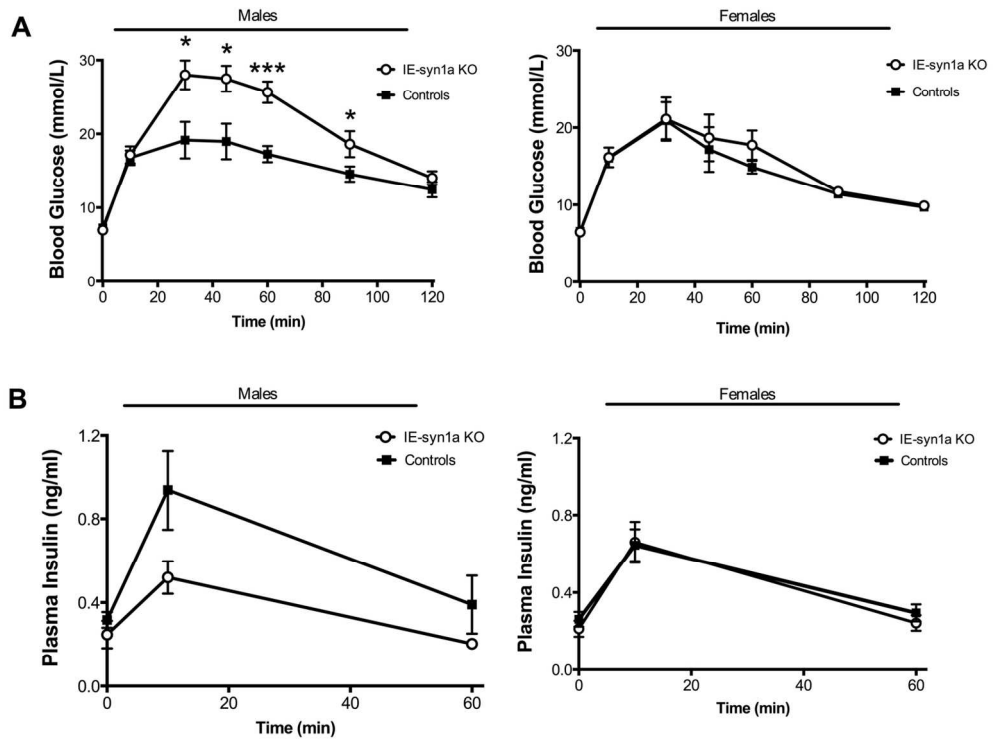 A
Males
Blood Glucose (mmol/L)
30
20
10
0
0 20 40 60 80 100 120
Time (min)
* * *** *
IE-syn1a KO
Controls
Females
Blood Glucose (mmol/L)
30
20
10
0
0 20 40 60 80 100 120
Time (min)
IE-syn1a KO
Controls
B
Males
Plasma Insulin (ng/ml)
1.2
0.8
0.4
0.0
0 20 40 60
Time (min)
IE-syn1a KO
Controls
Females
Plasma Insulin (ng/ml)
1.2
0.8
0.4
0.0
0 20 40 60
Time (min)
IE-syn1a KO
Controls